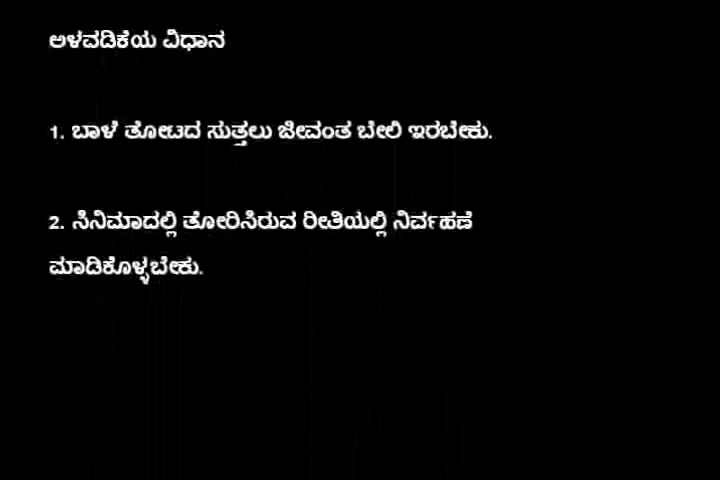 ಅಳವಡಿಕೆಯ ವಿಧಾನ
1. ಬಾಳೆ ತೋಟದ ಸುತ್ತಲು ಜೀವಂತ ಬೇಲಿ ಇರಬೇಕು.
2. ಸಿನಿಮಾದಲ್ಲಿ ತೋರಿಸಿರುವ ರೀತಿಯಲ್ಲಿ ನಿರ್ವಹಣೆ
ಮಾಡಿಕೊಳ್ಳಬೇಕು.